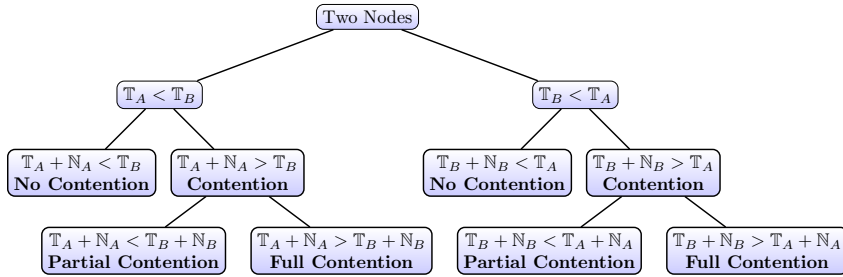 Two Nodes
𝕋_A < 𝕋_B
𝕋_B < 𝕋_A
𝕋_A + ℕ_A < 𝕋_B
No Contention
𝕋_A + ℕ_A > 𝕋_B
Contention
𝕋_B + ℕ_B < 𝕋_A
No Contention
𝕋_B + ℕ_B > 𝕋_A
Contention
𝕋_A + ℕ_A < 𝕋_B + ℕ_B
Partial Contention
𝕋_A + ℕ_A > 𝕋_B + ℕ_B
Full Contention
𝕋_B + ℕ_B < 𝕋_A + ℕ_A
Partial Contention
𝕋_B + ℕ_B > 𝕋_A + ℕ_A
Full Contention